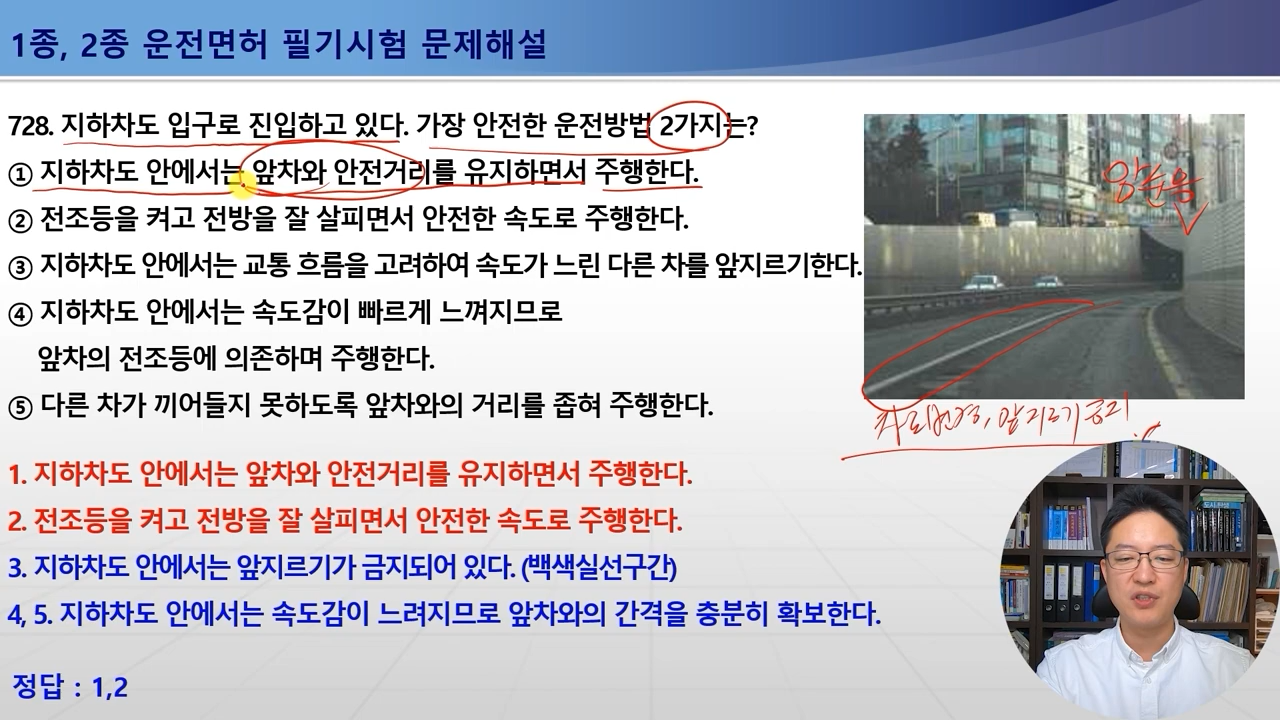 1종, 2종 운전면허 필기시험 문제해설
728. 지하차도 입구로 진입하고 있다. 가장 안전한 운전방법 2가지는?
① 지하차도 안에서는 앞차와 안전거리를 유지하면서 주행한다.
② 전조등을 켜고 전방을 잘 살피면서 안전한 속도로 주행한다.
③ 지하차도 안에서는 교통 흐름을 고려하여 속도가 느린 다른 차를 앞지르기한다.
④ 지하차도 안에서는 속도감이 빠르게 느껴지므로
앞차의 전조등에 의존하며 주행한다.
⑤ 다른 차가 끼어들지 못하도록 앞차와의 거리를 좁혀 주행한다.
암순응
차로변경, 앞지르기 금지
1. 지하차도 안에서는 앞차와 안전거리를 유지하면서 주행한다.
2. 전조등을 켜고 전방을 잘 살피면서 안전한 속도로 주행한다.
3. 지하차도 안에서는 앞지르기가 금지되어 있다. (백색실선구간)
4, 5. 지하차도 안에서는 속도감이 느려지므로 앞차와의 간격을 충분히 확보한다.
정답 : 1,2